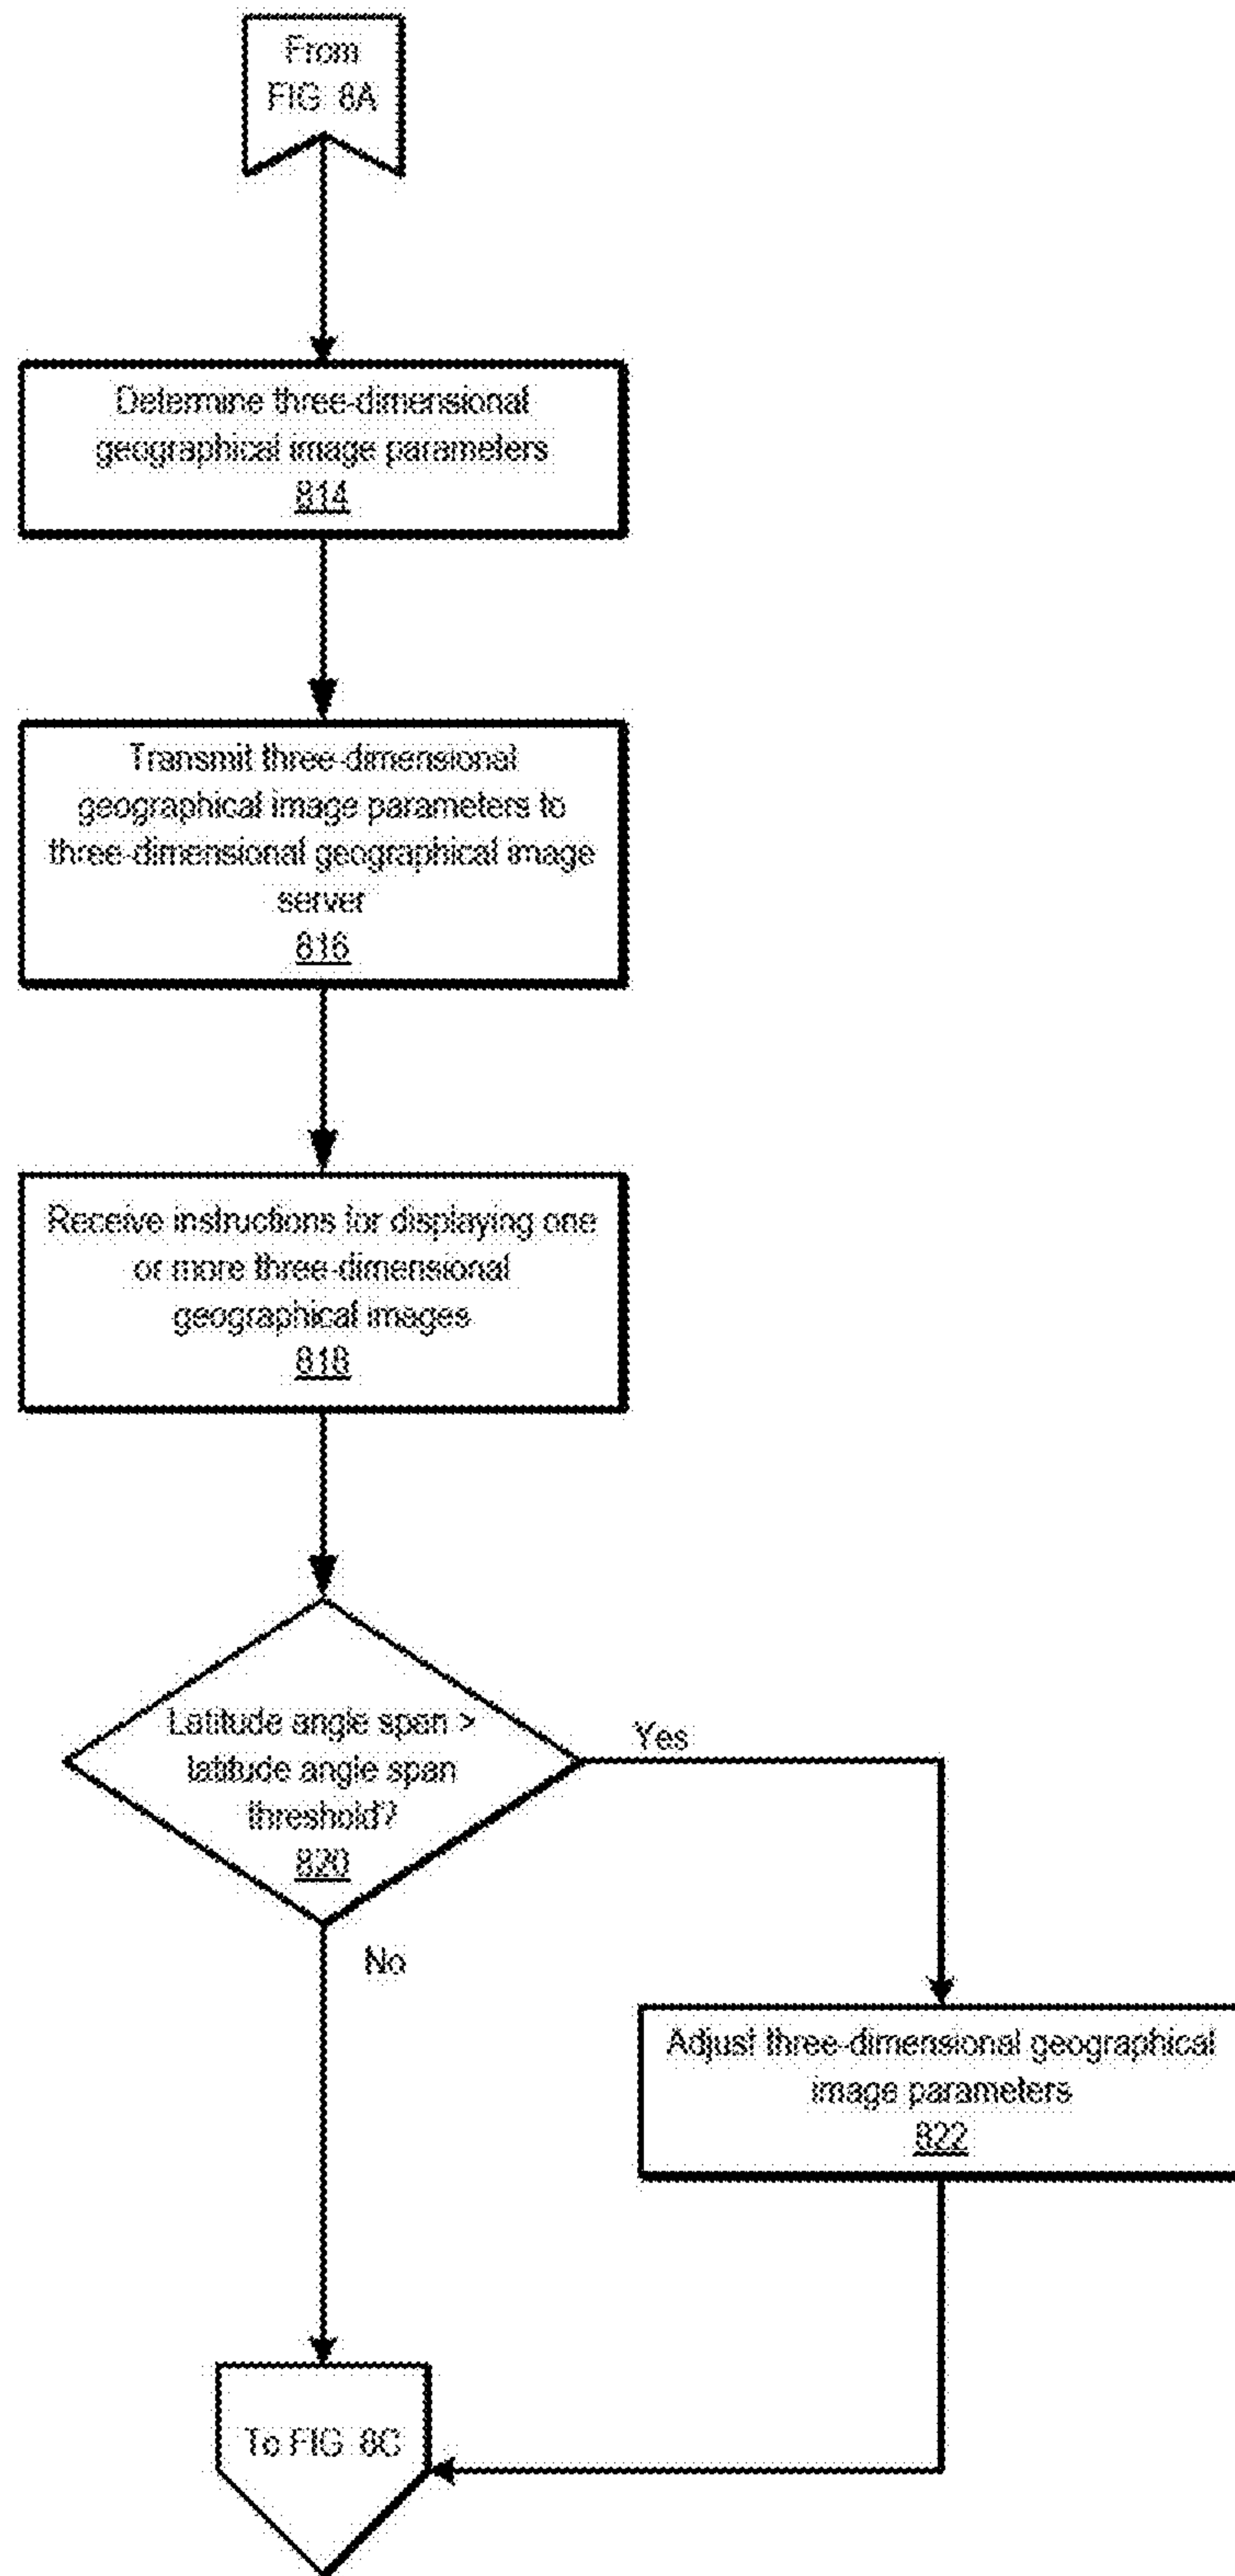 From
FIG. 8A
Determine three-dimensional
geographical image parameters
814
Transmit three-dimensional
geographical image parameters to
three-dimensional geographical image
server
816
Receive instructions for displaying one
or more three-dimensional
geographical images
818
Latitude angle span >
latitude angle span
threshold?
820
Yes
No
Adjust three-dimensional geographical
image parameters
822
To FIG. 8C